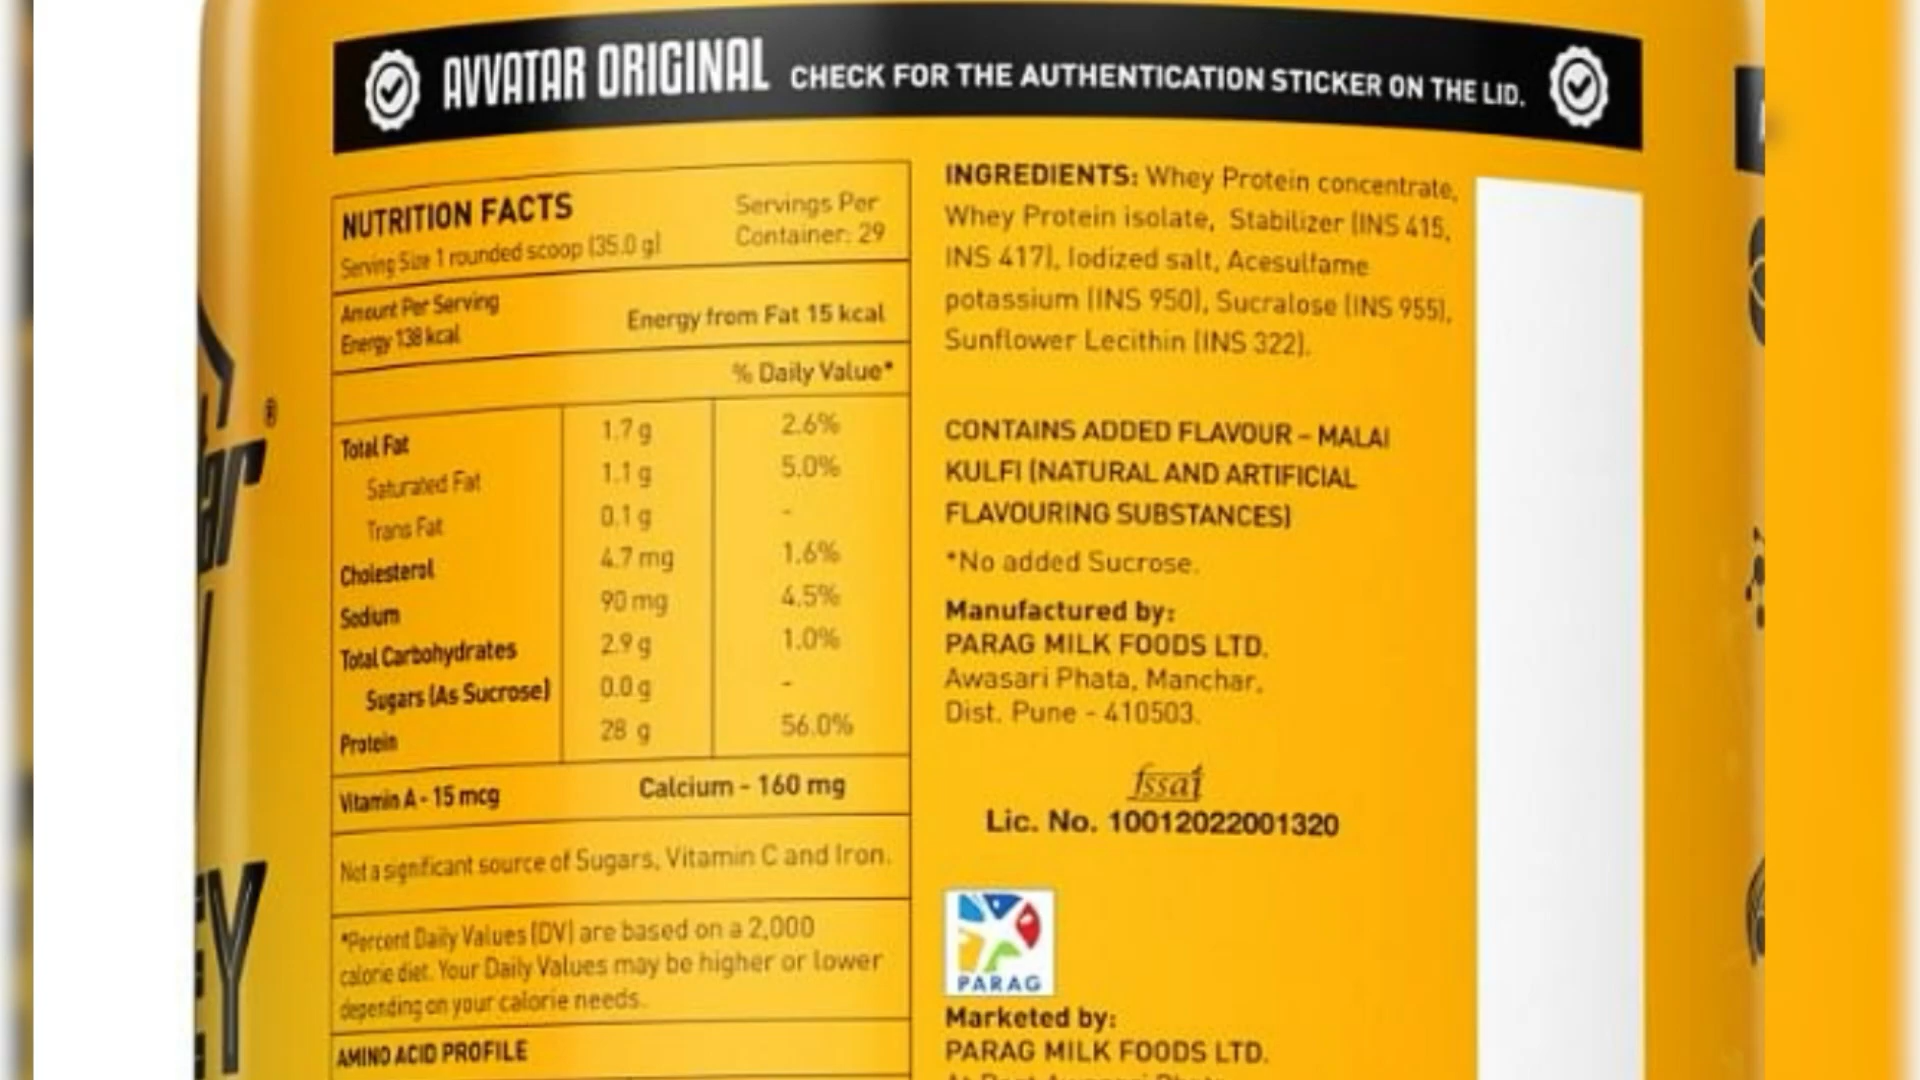 AVVATAR ORIGINAL CHECK FOR THE AUTHENTICATION STICKER ON THE LID.
NUTRITION FACTS
Serving Size 1 rounded scoop (35.0 g)
Servings Per
Container: 29
Amount Per Serving
Energy 138 kcal
Energy from Fat 15 kcal
% Daily Value*
Total Fat 1.7 g 2.6%
Saturated Fat 1.1 g 5.0%
Trans Fat 0.1 g -
Cholesterol 4.7 mg 1.6%
Sodium 90 mg 4.5%
Total Carbohydrates 2.9 g 1.0%
Sugars (As Sucrose) 0.0 g -
Protein 28 g 56.0%
Vitamin A - 15 mcg Calcium - 160 mg
Not a significant source of Sugars, Vitamin C and Iron.
*Percent Daily Values (DV) are based on a 2,000
calorie diet. Your Daily Values may be higher or lower
depending on your calorie needs.
AMINO ACID PROFILE
INGREDIENTS: Whey Protein concentrate,
Whey Protein isolate, Stabilizer (INS 415,
INS 417), Iodized salt, Acesulfame
potassium (INS 950), Sucralose (INS 955),
Sunflower Lecithin (INS 322).
CONTAINS ADDED FLAVOUR – MALAI
KULFI (NATURAL AND ARTIFICIAL
FLAVOURING SUBSTANCES)
*No added Sucrose.
Manufactured by:
PARAG MILK FOODS LTD.
Awasari Phata, Manchar,
Dist. Pune - 410503.
fssai
Lic. No. 10012022001320
PARAG
Marketed by:
PARAG MILK FOODS LTD.